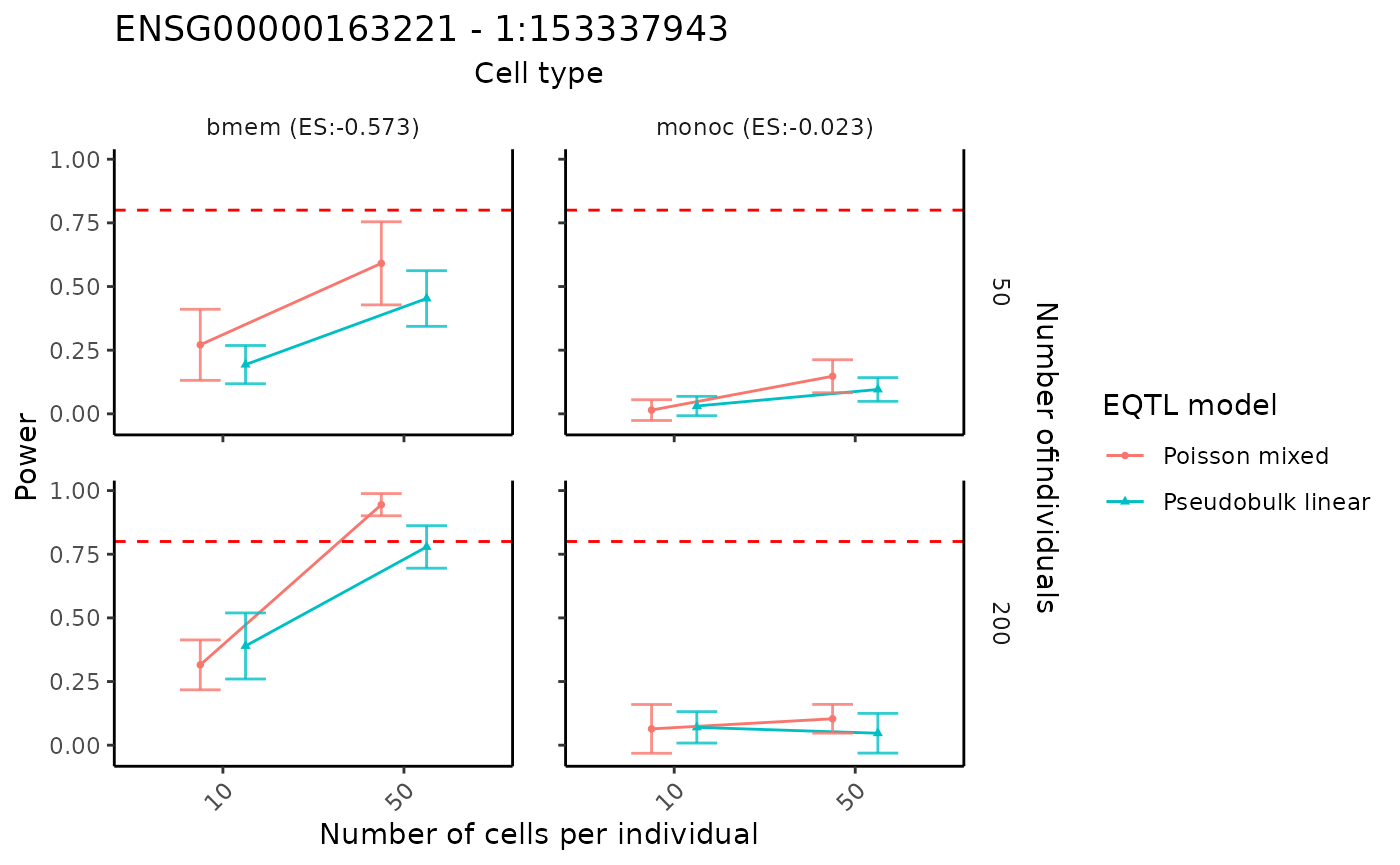 ENSG00000163221 - 1:153337943
Cell type
bmem (ES:-0.573)
monoc (ES:-0.023)
1.00
0.75
0.50
0.25
0.00
50
1.00
0.75
0.50
0.25
0.00
200
Power
Number ofindividuals
10
50
10
50
Number of cells per individual
EQTL model
Poisson mixed
Pseudobulk linear